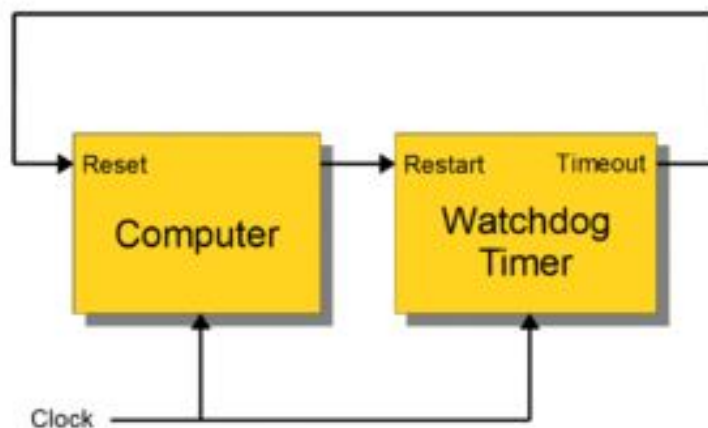 Reset
Computer
Restart
Timeout
Watchdog
Timer
Clock